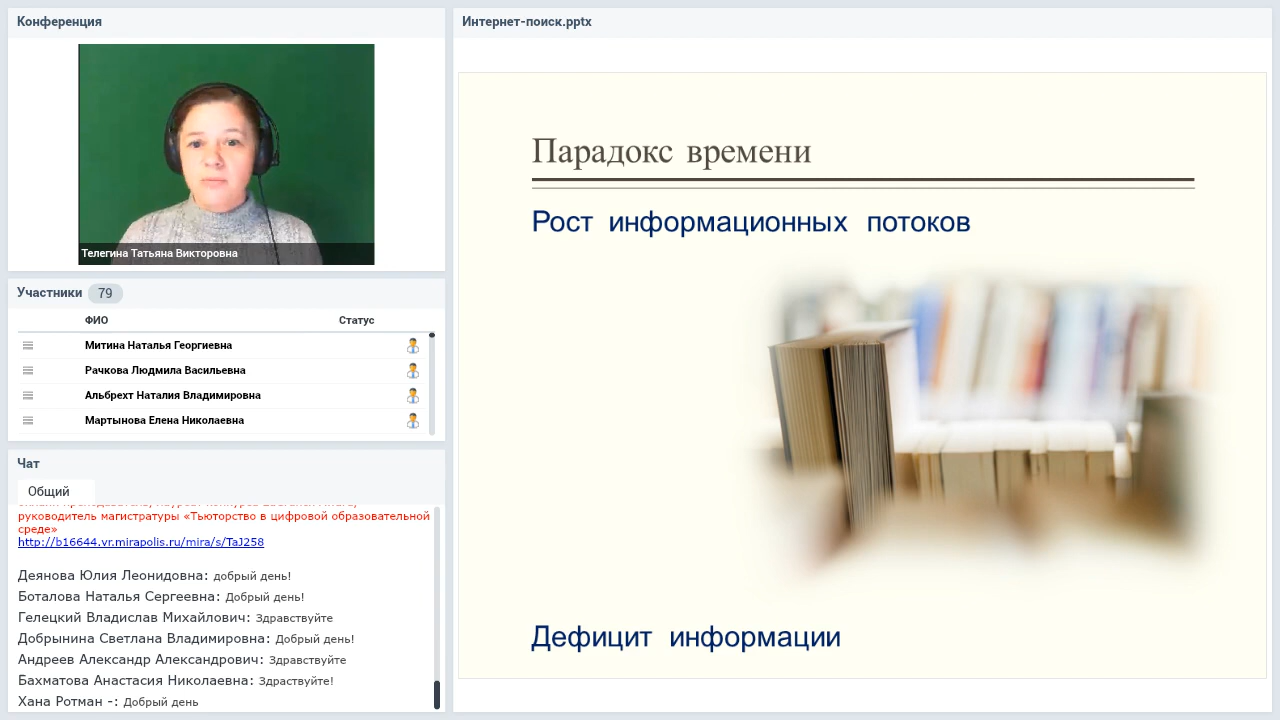 Конференция
Телегина Татьяна Викторовна
Участники 79
ФИО Статус
Митина Наталья Георгиевна
Рачкова Людмила Васильевна
Альбрехт Наталия Владимировна
Мартынова Елена Николаевна
Чат
Общий
руководитель магистратуры «Тьюторство в цифровой образовательной
среде»
http://b16644.vr.mirapolis.ru/mira/s/TaJ258
Деянова Юлия Леонидовна: добрый день!
Боталова Наталья Сергеевна: Добрый день!
Гелецкий Владислав Михайлович: Здравствуйте
Добрынина Светлана Владимировна: Добрый день!
Андреев Александр Александрович: Здравствуйте
Бахматова Анастасия Николаевна: Здраствуйте!
Хана Ротман -: Добрый день
Интернет-поиск.pptx
Парадокс времени
Рост информационных потоков
Дефицит информации